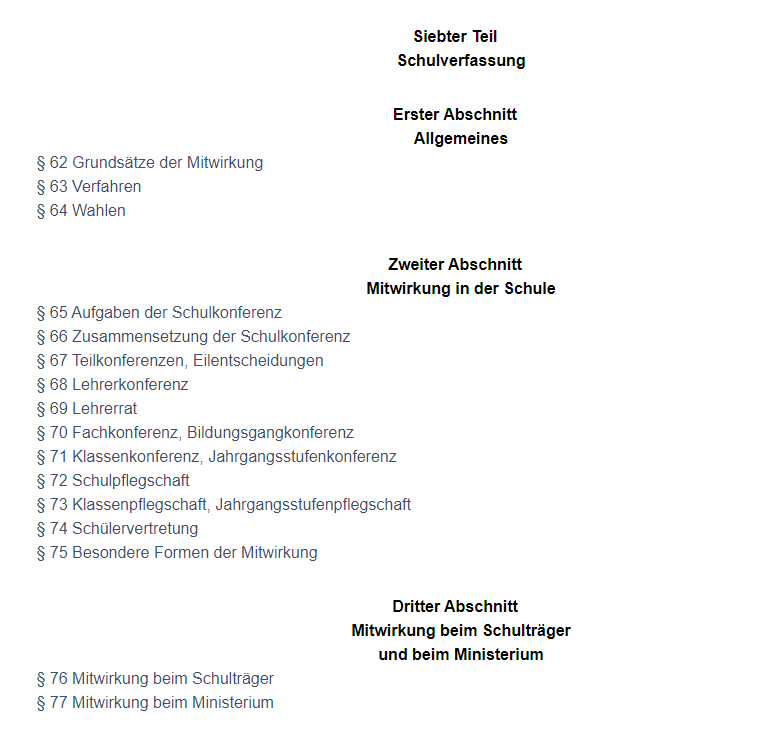 Siebter Teil
Schulverfassung
Erster Abschnitt
Allgemeines
§ 62 Grundsätze der Mitwirkung
§ 63 Verfahren
§ 64 Wahlen
Zweiter Abschnitt
Mitwirkung in der Schule
§ 65 Aufgaben der Schulkonferenz
§ 66 Zusammensetzung der Schulkonferenz
§ 67 Teilkonferenzen, Eilentscheidungen
§ 68 Lehrerkonferenz
§ 69 Lehrerrat
§ 70 Fachkonferenz, Bildungsgangkonferenz
§ 71 Klassenkonferenz, Jahrgangsstufenkonferenz
§ 72 Schulpflegschaft
§ 73 Klassenpflegschaft, Jahrgangsstufenpflegschaft
§ 74 Schülervertretung
§ 75 Besondere Formen der Mitwirkung
Dritter Abschnitt
Mitwirkung beim Schulträger
und beim Ministerium
§ 76 Mitwirkung beim Schulträger
§ 77 Mitwirkung beim Ministerium